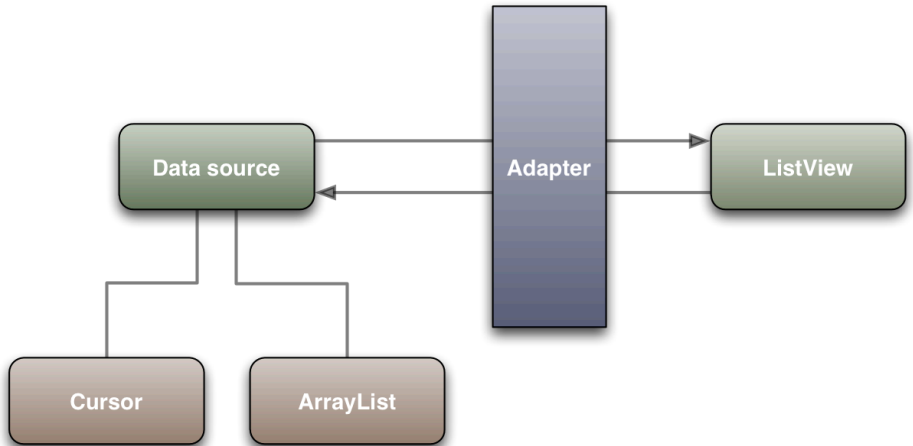 Data source
Adapter
ListView
Cursor
ArrayList